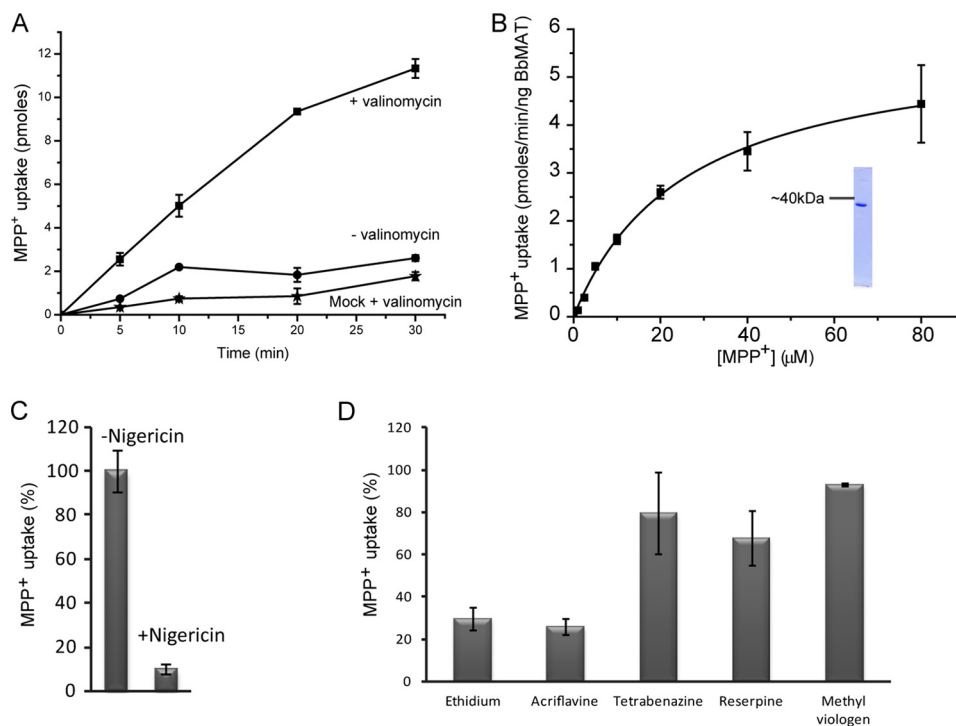 A
MPP+ uptake (pmoles)
12
10
8
6
4
2
0
+ valinomycin
- valinomycin
Mock + valinomycin
0
5
10
15
20
25
30
Time (min)
B
MPP+ uptake (pmoles/min/ng BbMAT)
6
5
4
3
2
1
0
~40kDa
0
20
40
60
80
[MPP+] (μM)
C
MPP+ uptake (%)
120
100
80
60
40
20
0
-Nigericin
+Nigericin
D
MPP+ uptake (%)
120
100
80
60
40
20
0
Ethidium
Acriflavine
Tetrabenazine
Reserpine
Methyl
viologen